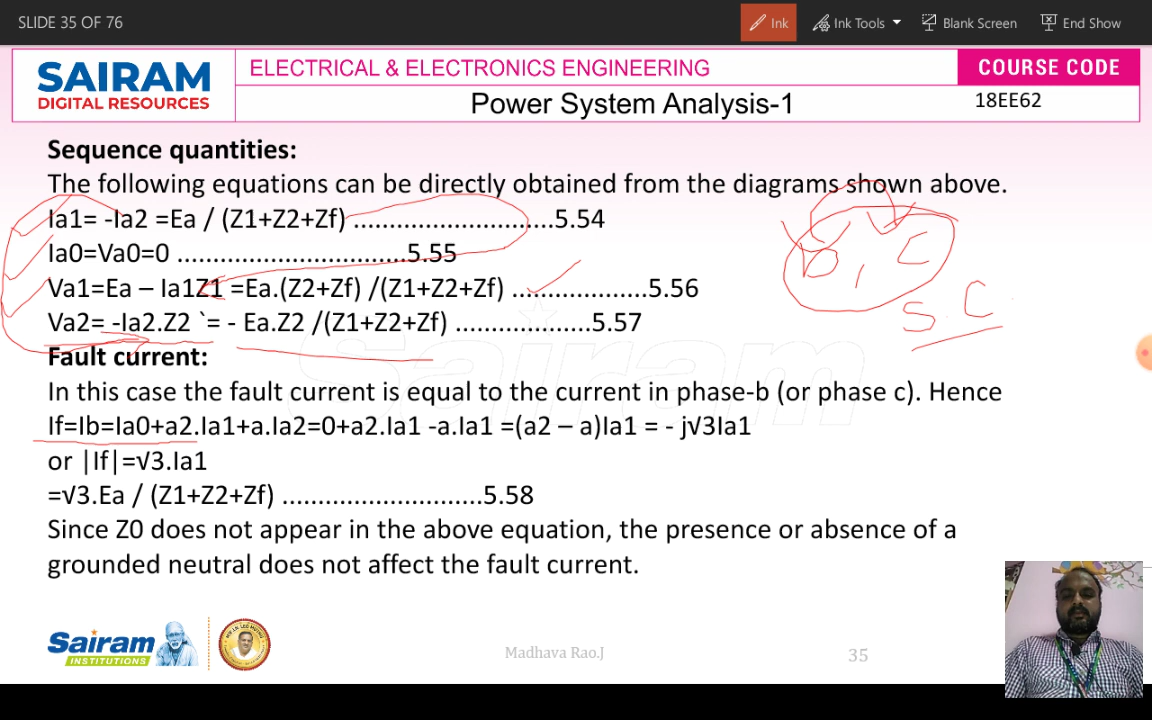 SLIDE 35 OF 76
Ink
Ink Tools
Blank Screen
End Show
SAIRAM
DIGITAL RESOURCES
ELECTRICAL & ELECTRONICS ENGINEERING
COURSE CODE
Power System Analysis-1
18EE62
Sequence quantities:
The following equations can be directly obtained from the diagrams shown above.
Ia1= -Ia2 =Ea / (Z1+Z2+Zf) ............................5.54
Ia0=Va0=0 ................................5.55
Va1=Ea – Ia1Z1 =Ea.(Z2+Zf) /(Z1+Z2+Zf) ...................5.56
Va2= -Ia2.Z2 `= - Ea.Z2 /(Z1+Z2+Zf) ...................5.57
b, c
S.C
Fault current:
In this case the fault current is equal to the current in phase-b (or phase c). Hence
If=Ib=Ia0+a2.Ia1+a.Ia2=0+a2.Ia1 -a.Ia1 =(a2 – a)Ia1 = - j√3Ia1
or |If|=√3.Ia1
=√3.Ea / (Z1+Z2+Zf) ............................5.58
Since Z0 does not appear in the above equation, the presence or absence of a
grounded neutral does not affect the fault current.
Sairam
Sairam
INSTITUTIONS
Madhava Rao.J
35